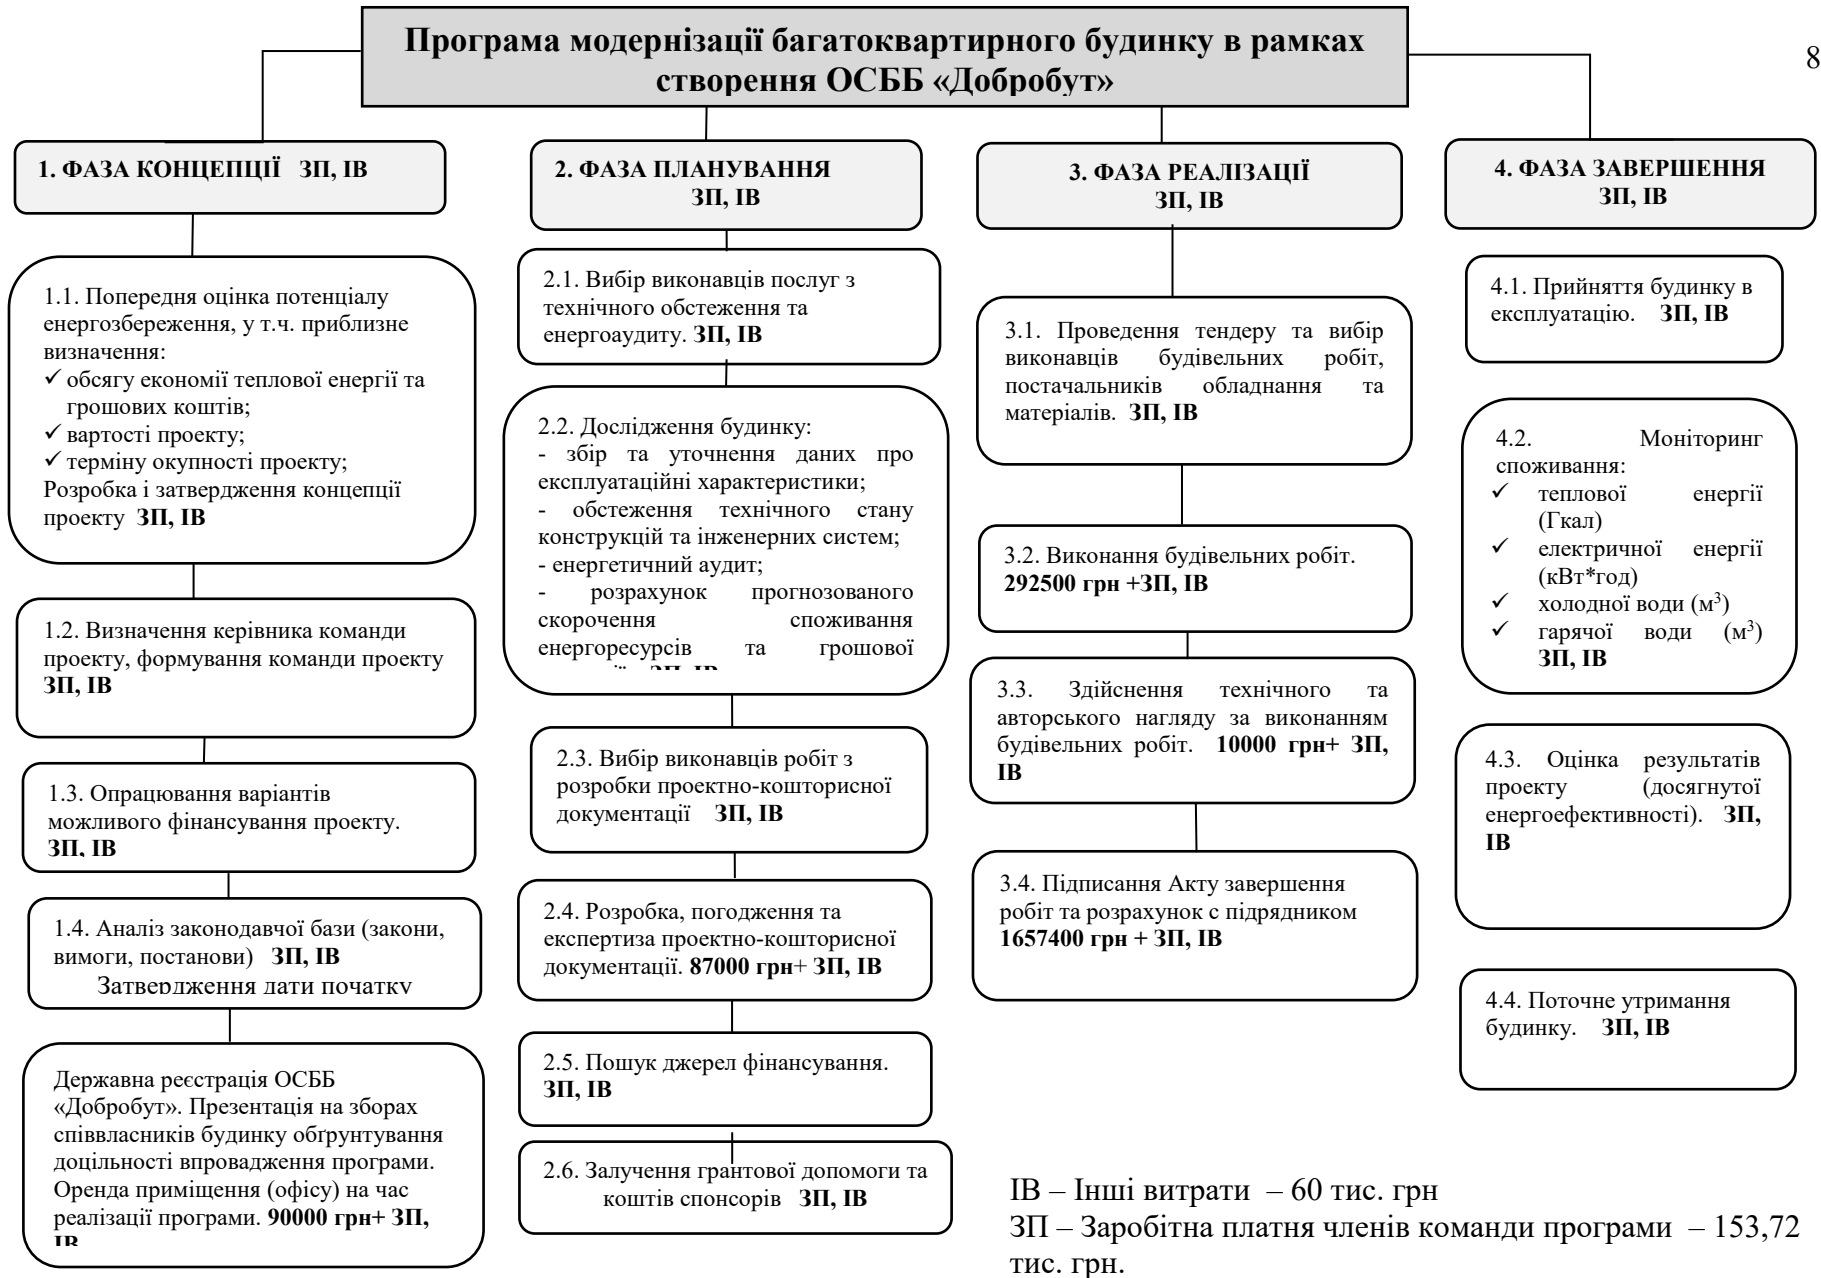 Програма модернізації багатоквартирного будинку в рамках
створення ОСББ «Добробут»
8
1. ФАЗА КОНЦЕПЦІЇ ЗП, ІВ
1.1. Попередня оцінка потенціалу
енергозбереження, у т.ч. приблизне
визначення:
✓ обсягу економії теплової енергії та
грошових коштів;
✓ вартості проекту;
✓ терміну окупності проекту;
Розробка і затвердження концепції
проекту ЗП, ІВ
1.2. Визначення керівника команди
проекту, формування команди проекту
ЗП, ІВ
1.3. Опрацювання варіантів
можливого фінансування проекту.
ЗП, ІВ
1.4. Аналіз законодавчої бази (закони,
вимоги, постанови) ЗП, ІВ
Затвердження дати початку
Державна реєстрація ОСББ
«Добробут». Презентація на зборах
співвласників будинку обґрунтування
доцільності впровадження програми.
Оренда приміщення (офісу) на час
реалізації програми. 90000 грн+ ЗП,
ІВ
2. ФАЗА ПЛАНУВАННЯ
ЗП, ІВ
2.1. Вибір виконавців послуг з
технічного обстеження та
енергоаудиту. ЗП, ІВ
2.2. Дослідження будинку:
- збір та уточнення даних про
експлуатаційні характеристики;
- обстеження технічного стану
конструкцій та інженерних систем;
- енергетичний аудит;
- розрахунок прогнозованого
скорочення споживання
енергоресурсів та грошової
ЗП, ІВ
2.3. Вибір виконавців робіт з
розробки проектно-кошторисної
документації ЗП, ІВ
2.4. Розробка, погодження та
експертиза проектно-кошторисної
документації. 87000 грн+ ЗП, ІВ
2.5. Пошук джерел фінансування.
ЗП, ІВ
2.6. Залучення грантової допомоги та
коштів спонсорів ЗП, ІВ
3. ФАЗА РЕАЛІЗАЦІЇ
ЗП, ІВ
3.1. Проведення тендеру та вибір
виконавців будівельних робіт,
постачальників обладнання та
матеріалів. ЗП, ІВ
3.2. Виконання будівельних робіт.
292500 грн +ЗП, ІВ
3.3. Здійснення технічного та
авторського нагляду за виконанням
будівельних робіт. 10000 грн+ ЗП,
ІВ
3.4. Підписання Акту завершення
робіт та розрахунок с підрядником
1657400 грн + ЗП, ІВ
4. ФАЗА ЗАВЕРШЕННЯ
ЗП, ІВ
4.1. Прийняття будинку в
експлуатацію. ЗП, ІВ
4.2. Моніторинг
споживання:
✓ теплової енергії
(Гкал)
✓ електричної енергії
(кВт*год)
✓ холодної води (м³)
✓ гарячої води (м³)
ЗП, ІВ
4.3. Оцінка результатів
проекту (досягнутої
енергоефективності). ЗП,
ІВ
4.4. Поточне утримання
будинку. ЗП, ІВ
ІВ – Інші витрати – 60 тис. грн
ЗП – Заробітна платня членів команди програми – 153,72
тис. грн.